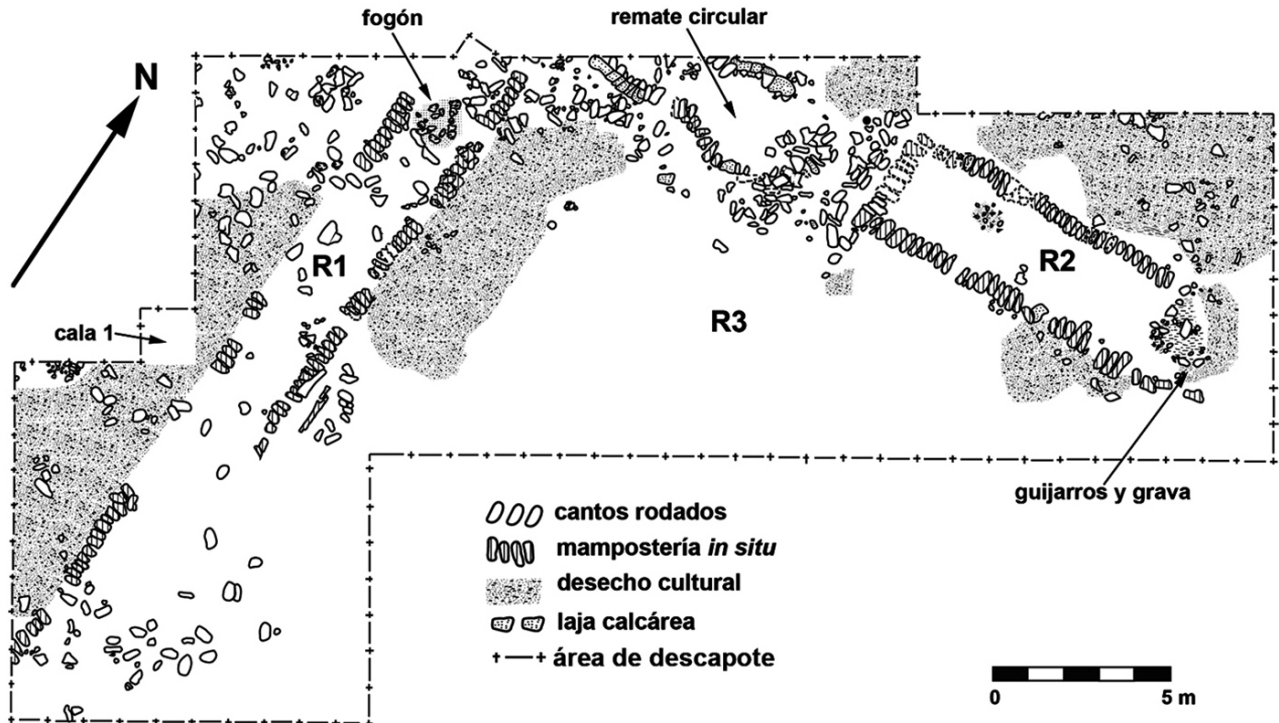 fogón
remate circular
N
R1
R2
cala 1
R3
guijarros y grava
cantos rodados
mampostería in situ
desecho cultural
laja calcárea
área de descapote
0 5 m